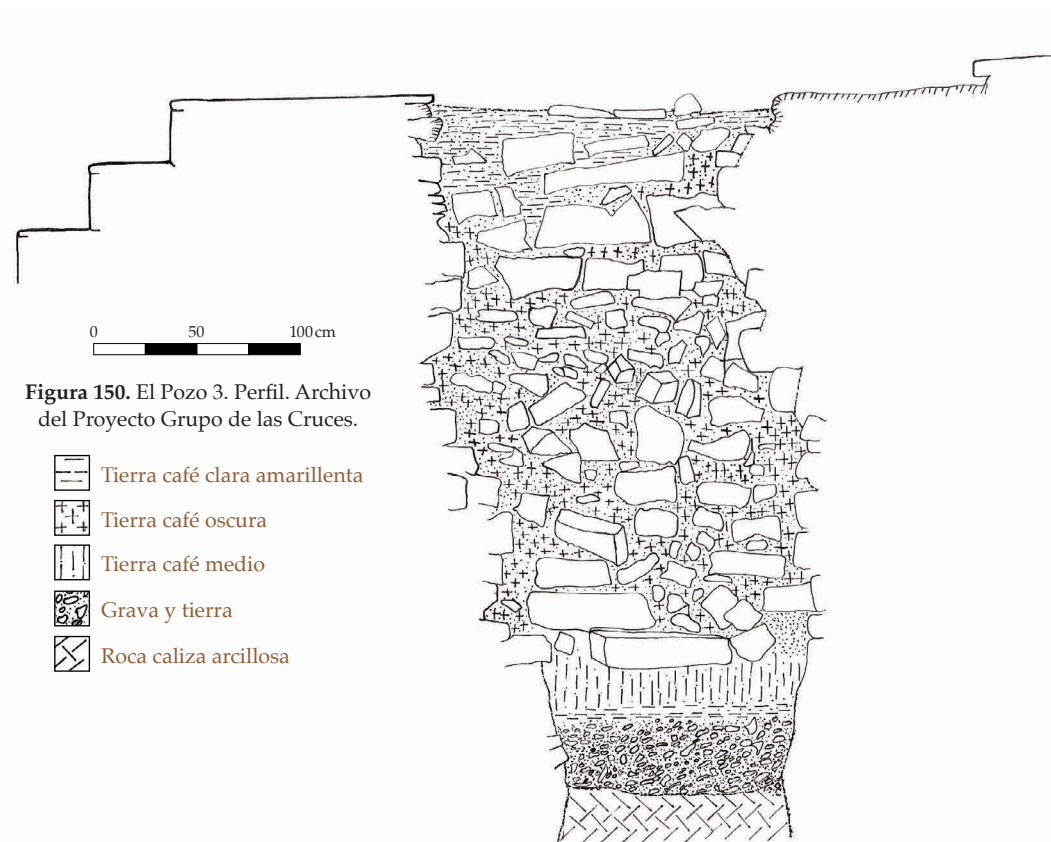 0 50 100 cm
Figura 150. El Pozo 3. Perfil. Archivo
del Proyecto Grupo de las Cruces.
Tierra café clara amarillenta
Tierra café oscura
Tierra café medio
Grava y tierra
Roca caliza arcillosa